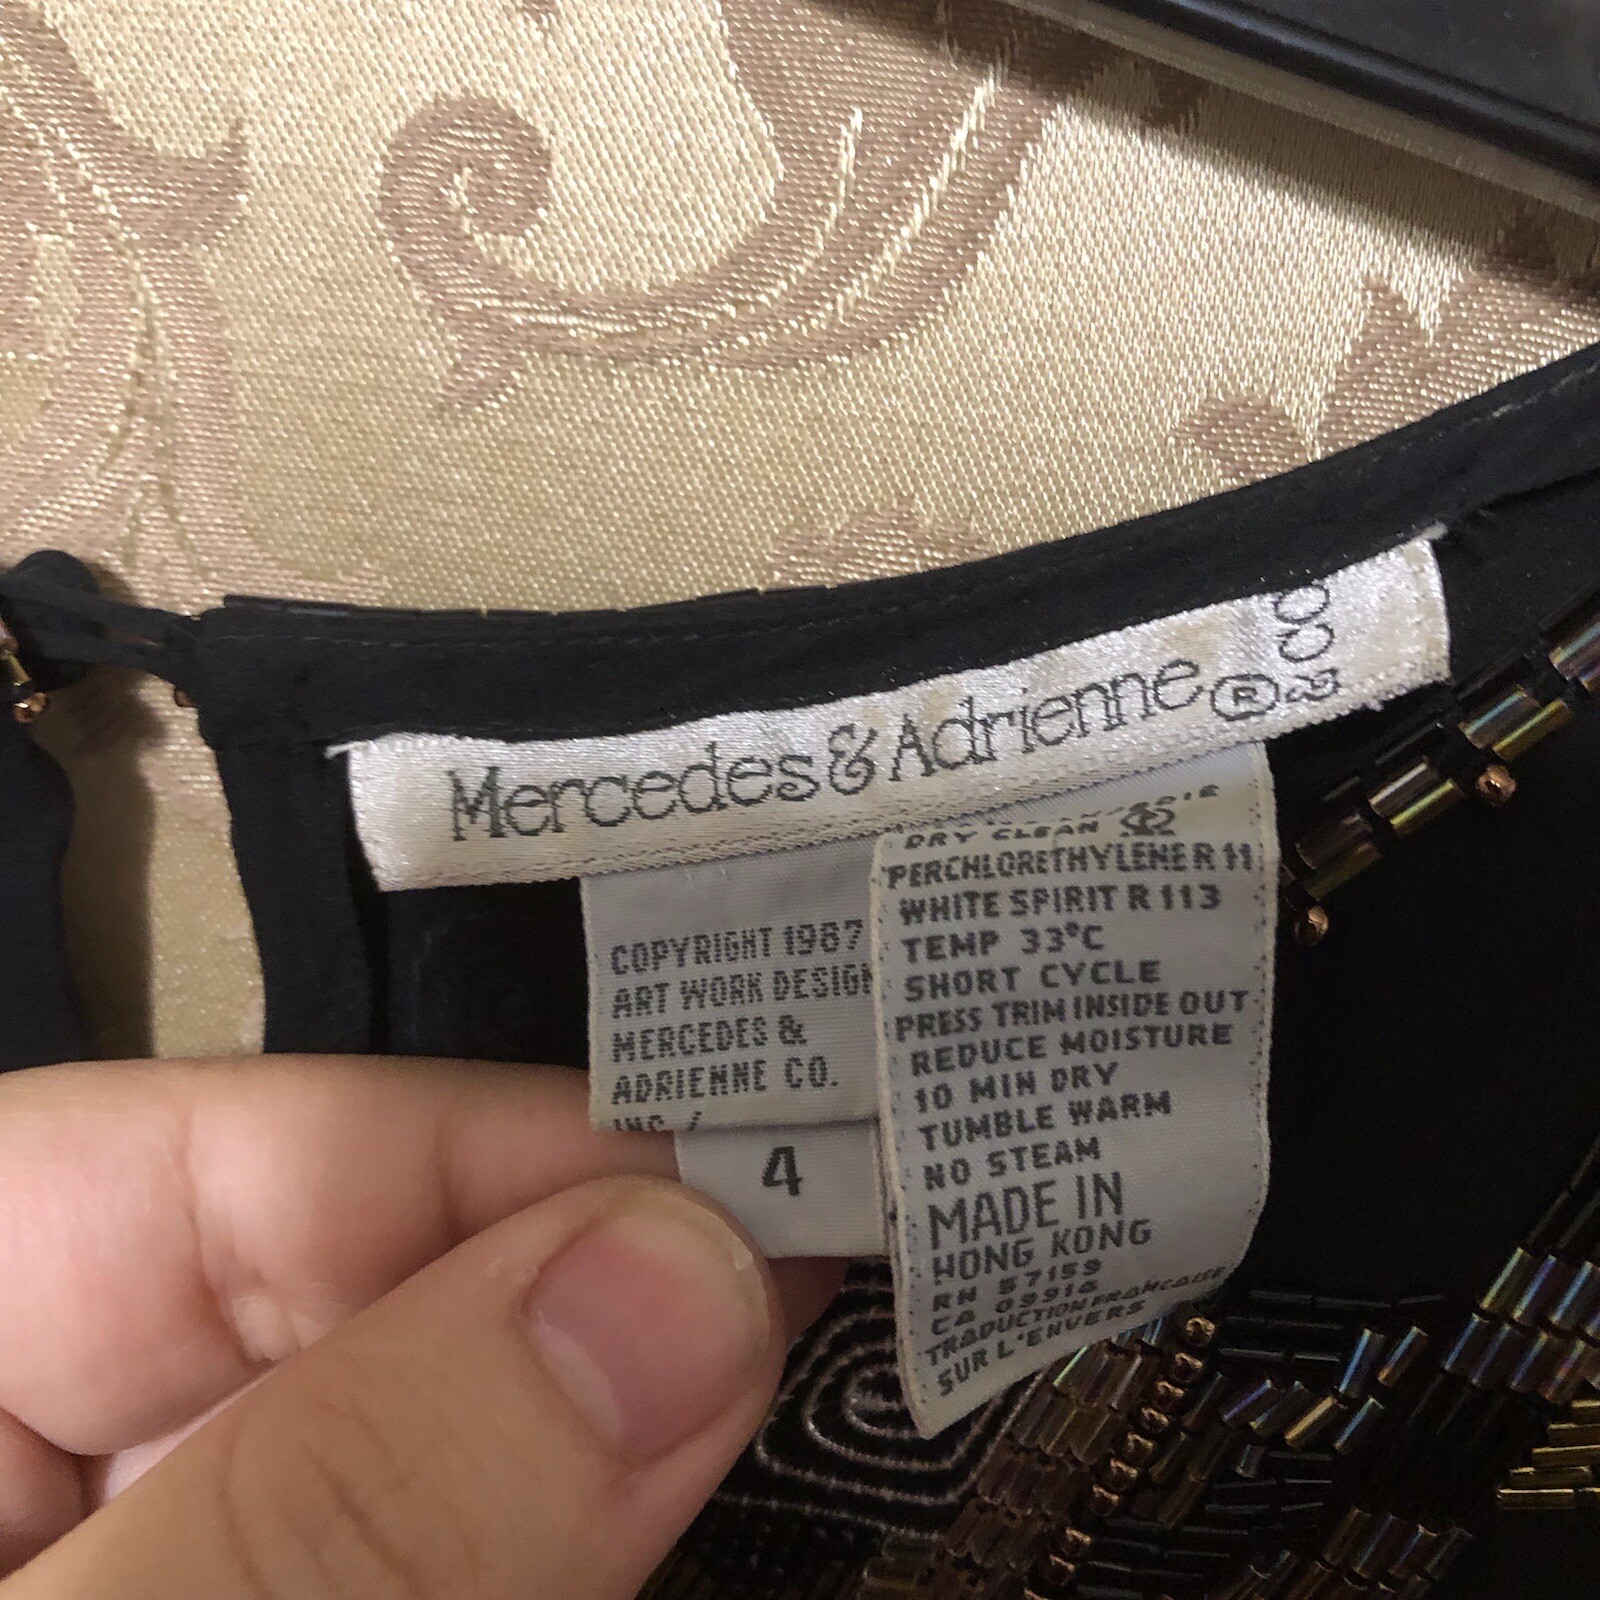 Mercedes & Adrienne ®
COPYRIGHT 1987
ART WORK DESIGN
MERCEDES &
ADRIENNE CO.
INC. /
4
DRY CLEAN
PERCHLORETHYLENE R 11
WHITE SPIRIT R 113
TEMP 33°C
SHORT CYCLE
PRESS TRIM INSIDE OUT
REDUCE MOISTURE
10 MIN DRY
TUMBLE WARM
NO STEAM
MADE IN
HONG KONG
RN 57159
CA 09916
TRADUCTION FRANCAISE
SUR L'ENVERS